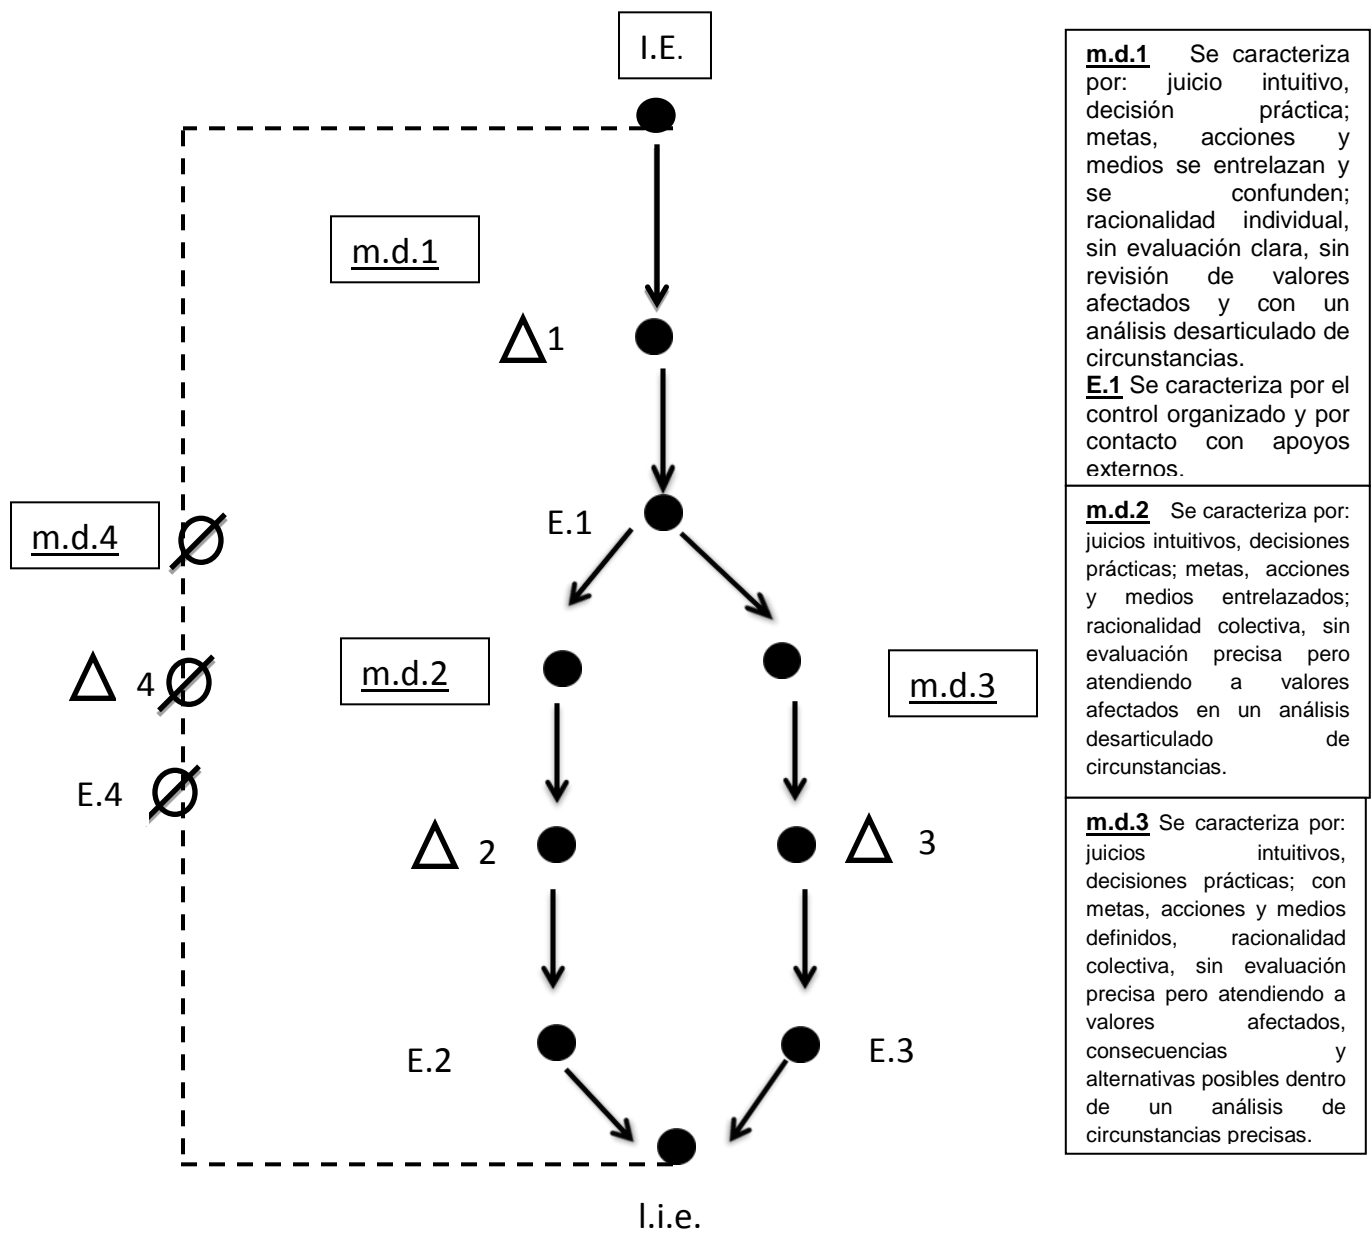 I.E.
m.d.1
△ 1
E.1
m.d.4
△ 4
E.4
m.d.2
m.d.3
△ 2
△ 3
E.2
E.3
l.i.e.
m.d.1 Se caracteriza
por: juicio intuitivo,
decisión práctica;
metas, acciones y
medios se entrelazan y
se confunden;
racionalidad individual,
sin evaluación clara, sin
revisión de valores
afectados y con un
análisis desarticulado de
circunstancias.
E.1 Se caracteriza por el
control organizado y por
contacto con apoyos
externos.
m.d.2 Se caracteriza por:
juicios intuitivos, decisiones
prácticas; metas, acciones
y medios entrelazados;
racionalidad colectiva, sin
evaluación precisa pero
atendiendo a valores
afectados en un análisis
desarticulado de
circunstancias.
m.d.3 Se caracteriza por:
juicios intuitivos,
decisiones prácticas; con
metas, acciones y medios
definidos, racionalidad
colectiva, sin evaluación
precisa pero atendiendo a
valores afectados,
consecuencias y
alternativas posibles dentro
de un análisis de
circunstancias precisas.